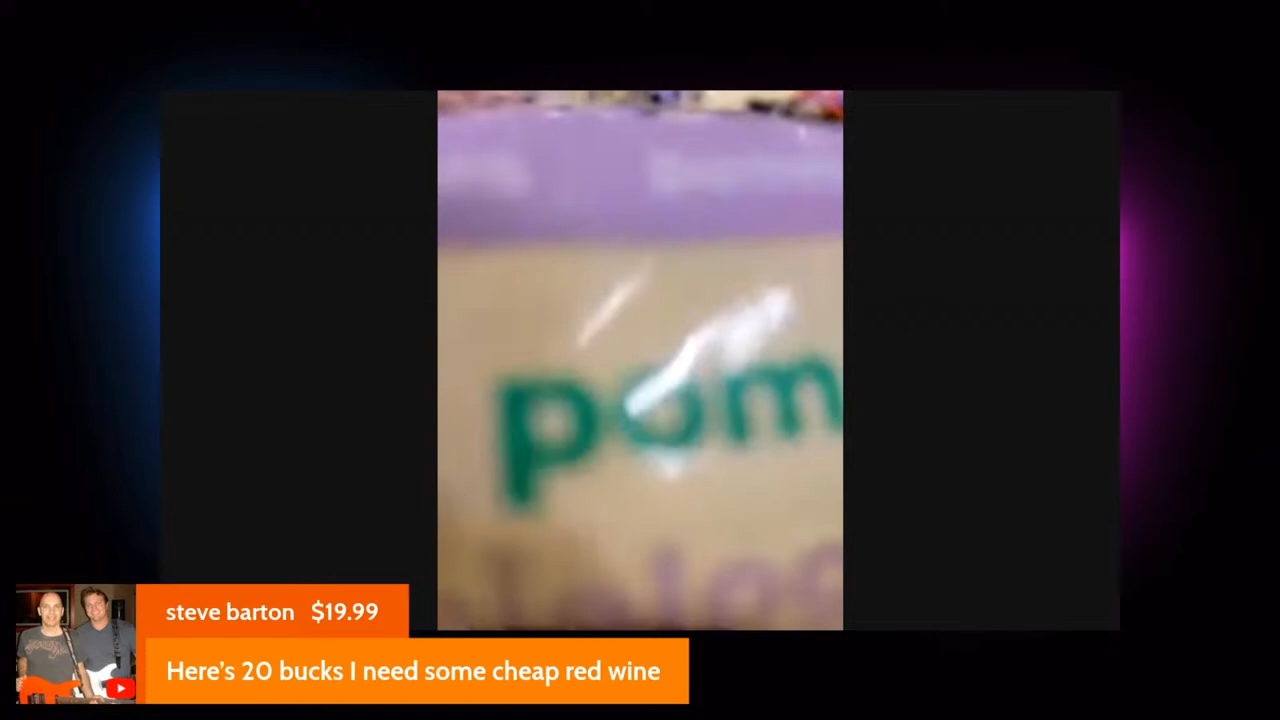 pom
steve barton $19.99
Here's 20 bucks I need some cheap red wine